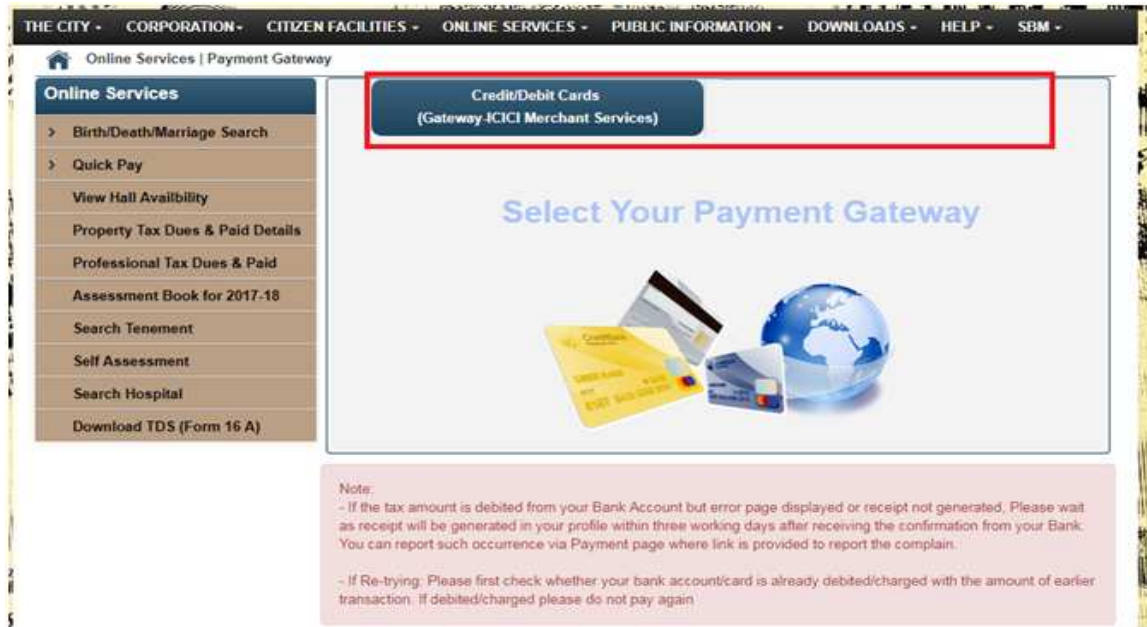 THE CITY - CORPORATION- CITIZEN FACILITIES - ONLINE SERVICES - PUBLIC INFORMATION - DOWNLOADS - HELP - SBM -
Online Services | Payment Gateway
Online Services
> Birth/Death/Marriage Search
> Quick Pay
View Hall Availbility
Property Tax Dues & Paid Details
Professional Tax Dues & Paid
Assessment Book for 2017-18
Search Tenement
Self Assessment
Search Hospital
Download TDS (Form 16 A)
Credit/Debit Cards
(Gateway-ICICI Merchant Services)
Select Your Payment Gateway
Note:
- If the tax amount is debited from your Bank Account but error page displayed or receipt not generated, Please wait
as receipt will be generated in your profile within three working days after receiving the confirmation from your Bank.
You can report such occurrence via Payment page where link is provided to report the complain.
- If Re-trying: Please first check whether your bank account/card is already debited/charged with the amount of earlier
transaction. If debited/charged please do not pay again